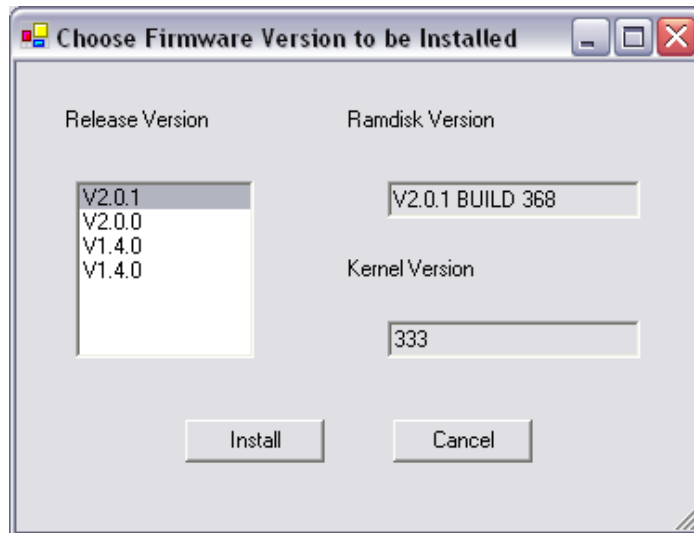 Choose Firmware Version to be Installed
Release Version
Ramdisk Version
V2.0.1
V2.0.0
V1.4.0
V1.4.0
V2.0.1 BUILD 368
Kernel Version
333
Install
Cancel